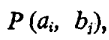 P (aᵢ, bⱼ),